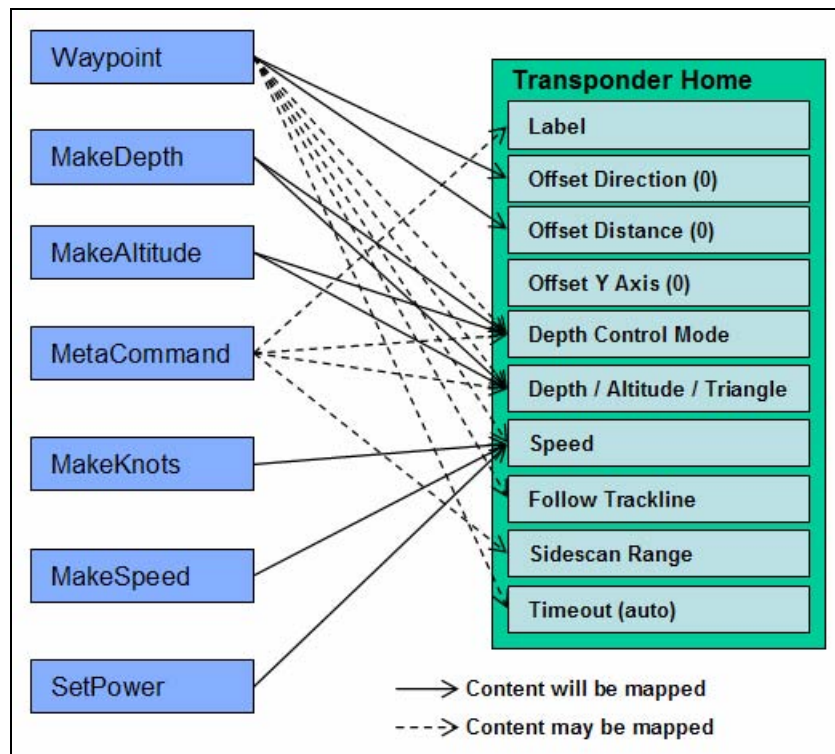 Waypoint
MakeDepth
MakeAltitude
MetaCommand
MakeKnots
MakeSpeed
SetPower
Transponder Home
Label
Offset Direction (0)
Offset Distance (0)
Offset Y Axis (0)
Depth Control Mode
Depth / Altitude / Triangle
Speed
Follow Trackline
Sidescan Range
Timeout (auto)
Content will be mapped
Content may be mapped